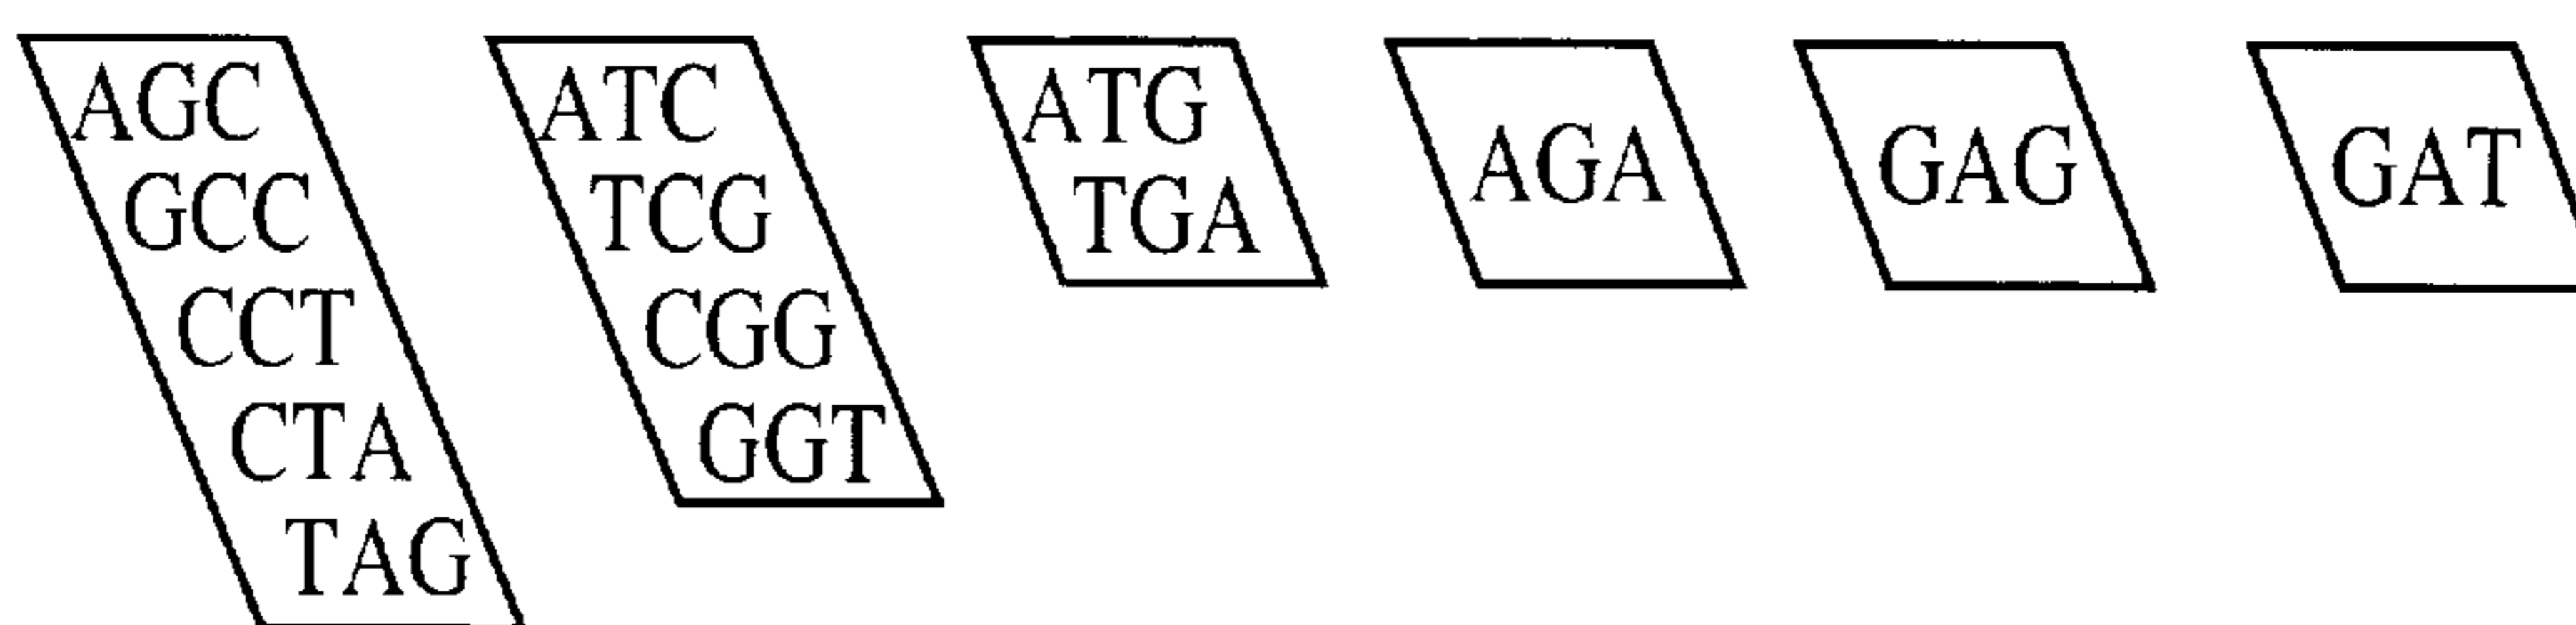 AGC
GCC
CCT
CTA
TAG
ATC
TCG
CGG
GGT
ATG
TGA
AGA
GAG
GAT